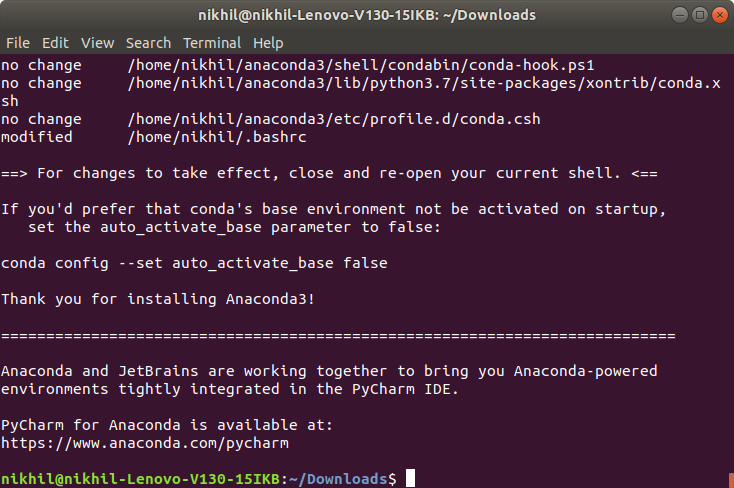 nikhil@nikhil-Lenovo-V130-15IKB: ~/Downloads
File Edit View Search Terminal Help
no change     /home/nikhil/anaconda3/shell/condabin/conda-hook.ps1
no change     /home/nikhil/anaconda3/lib/python3.7/site-packages/xontrib/conda.x
sh
no change     /home/nikhil/anaconda3/etc/profile.d/conda.csh
modified      /home/nikhil/.bashrc
==> For changes to take effect, close and re-open your current shell. <==
If you'd prefer that conda's base environment not be activated on startup,
   set the auto_activate_base parameter to false:
conda config --set auto_activate_base false
Thank you for installing Anaconda3!
===========================================================================
Anaconda and JetBrains are working together to bring you Anaconda-powered
environments tightly integrated in the PyCharm IDE.
PyCharm for Anaconda is available at:
https://www.anaconda.com/pycharm
nikhil@nikhil-Lenovo-V130-15IKB:~/Downloads$